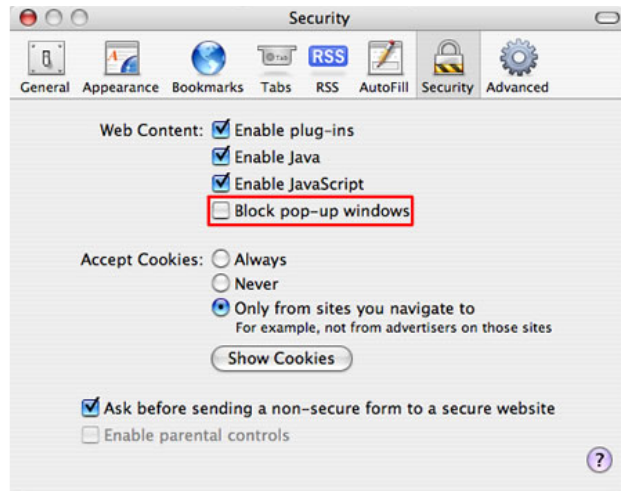 Security
Tab
RSS
General Appearance Bookmarks Tabs RSS AutoFill Security Advanced
Web Content: Enable plug-ins
Enable Java
Enable JavaScript
Block pop-up windows
Accept Cookies: Always
Never
Only from sites you navigate to
For example, not from advertisers on those sites
Show Cookies
Ask before sending a non-secure form to a secure website
Enable parental controls
?